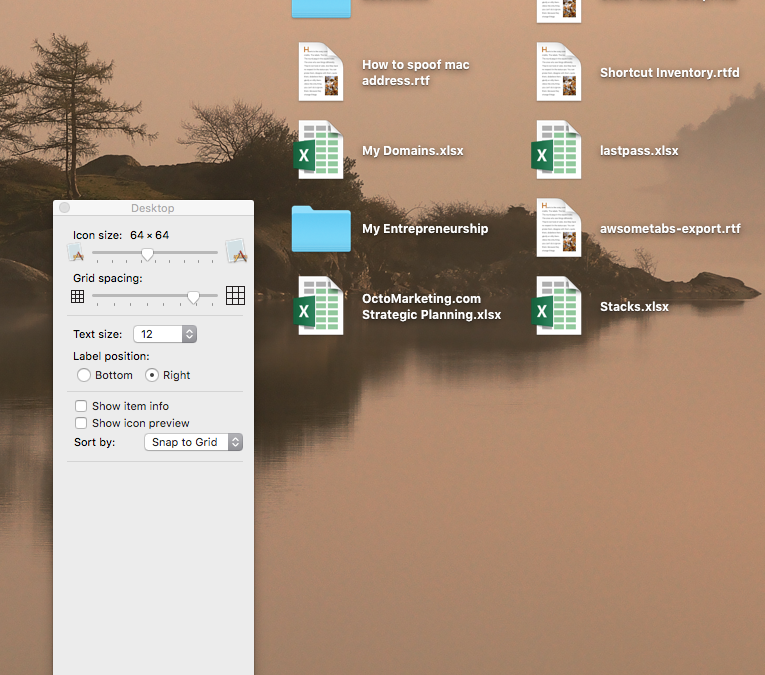 How to spoof mac
address.rtf
Shortcut Inventory.rtfd
My Domains.xlsx
lastpass.xlsx
My Entrepreneurship
awsometabs-export.rtf
OctoMarketing.com
Strategic Planning.xlsx
Stacks.xlsx
Desktop
Icon size: 64 × 64
Grid spacing:
Text size: 12
Label position:
Bottom Right
Show item info
Show icon preview
Sort by: Snap to Grid